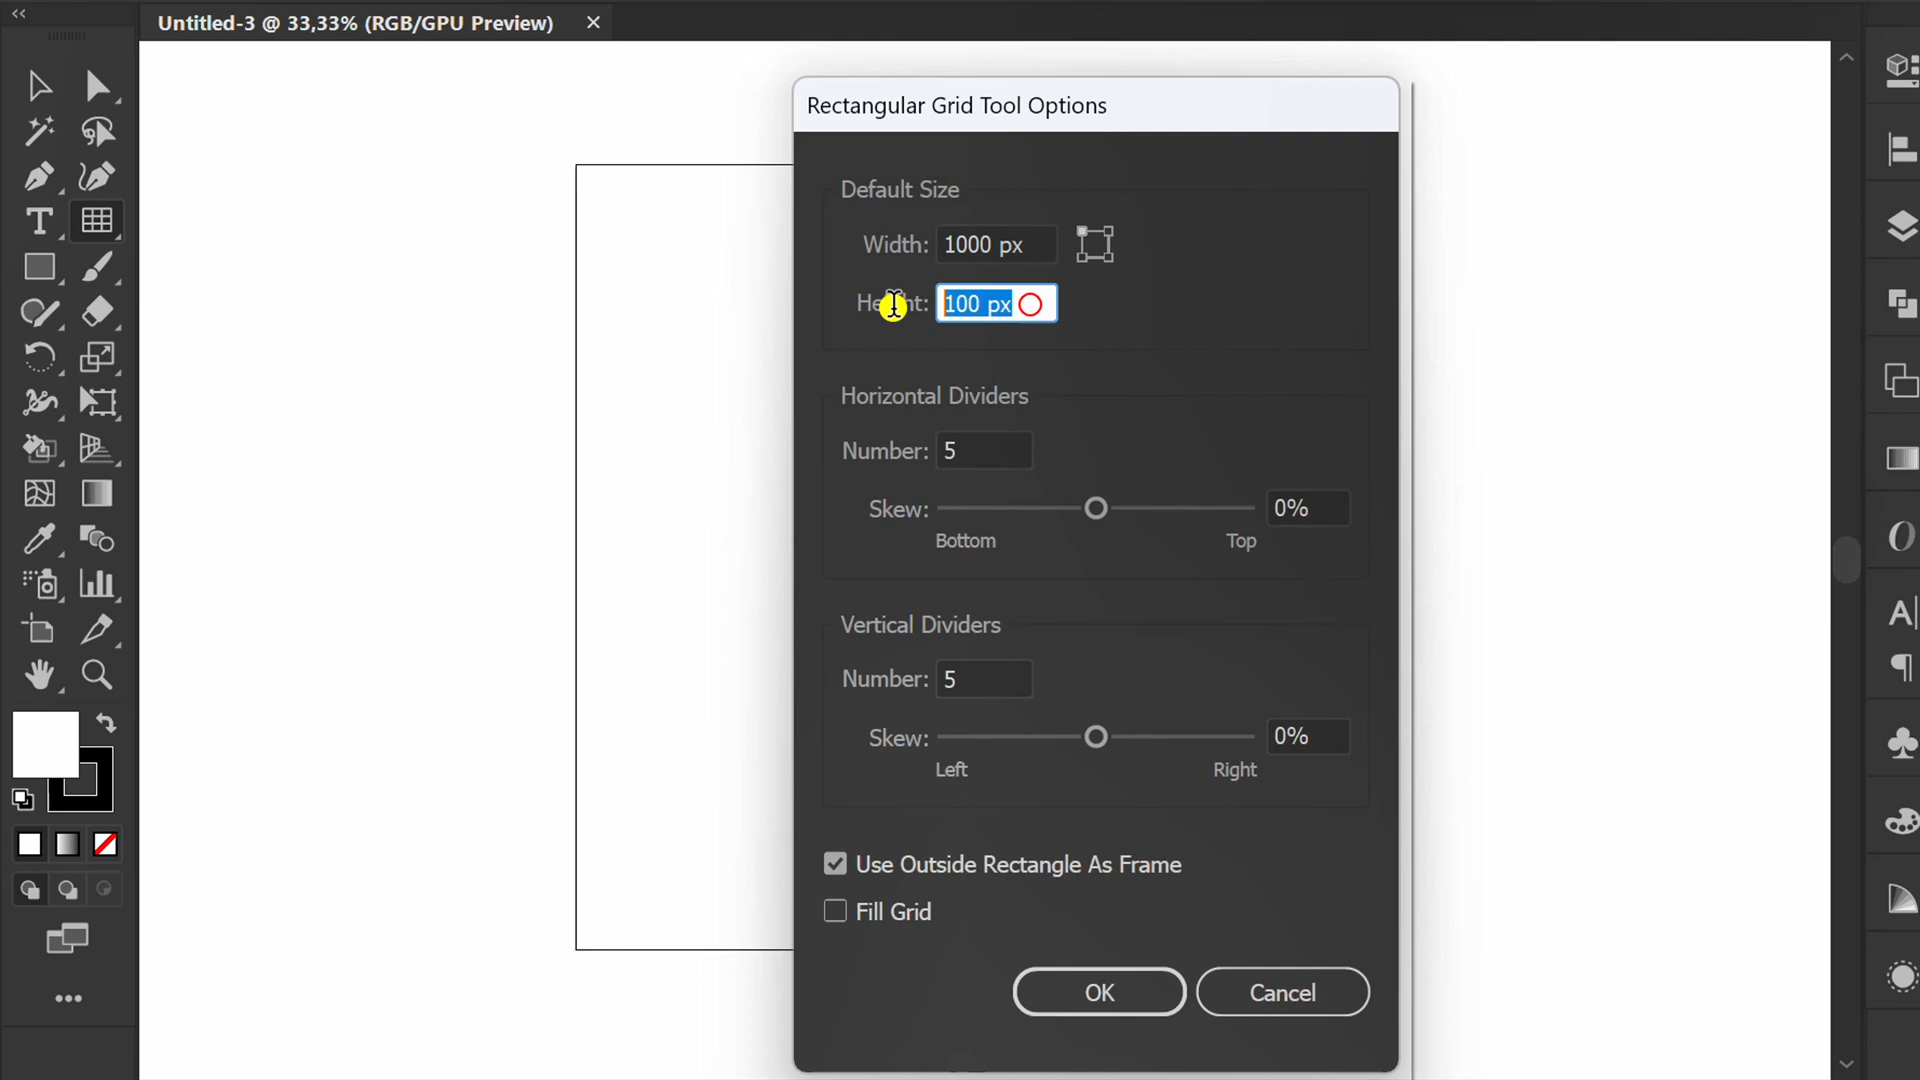 Untitled-3 @ 33,33% (RGB/GPU Preview)
Rectangular Grid Tool Options
Default Size
Width: 1000 px
Height: 100 px
Horizontal Dividers
Number: 5
Skew: 0%
Bottom Top
Vertical Dividers
Number: 5
Skew: 0%
Left Right
Use Outside Rectangle As Frame
Fill Grid
OK Cancel